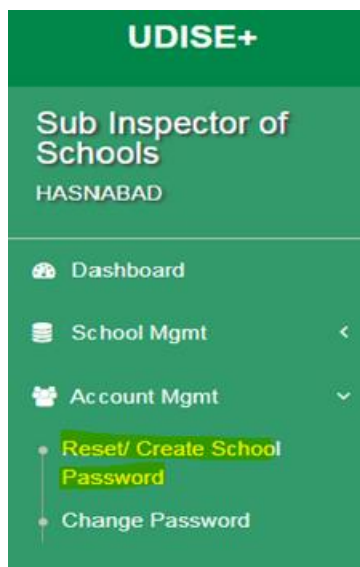 UDISE+
Sub Inspector of
Schools
HASNABAD
Dashboard
School Mgmt
Account Mgmt
Reset/ Create School
Password
Change Password